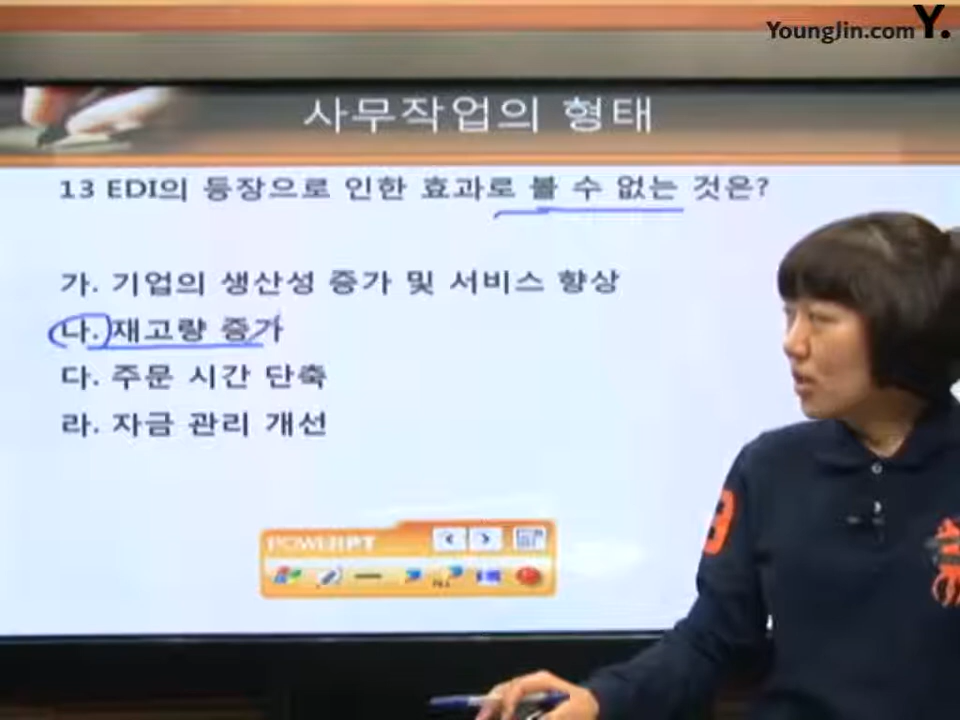 YoungJin.com Y.
사무작업의 형태
13 EDI의 등장으로 인한 효과로 볼 수 없는 것은?
가. 기업의 생산성 증가 및 서비스 향상
나. 재고량 증가
다. 주문 시간 단축
라. 자금 관리 개선
POWERPT